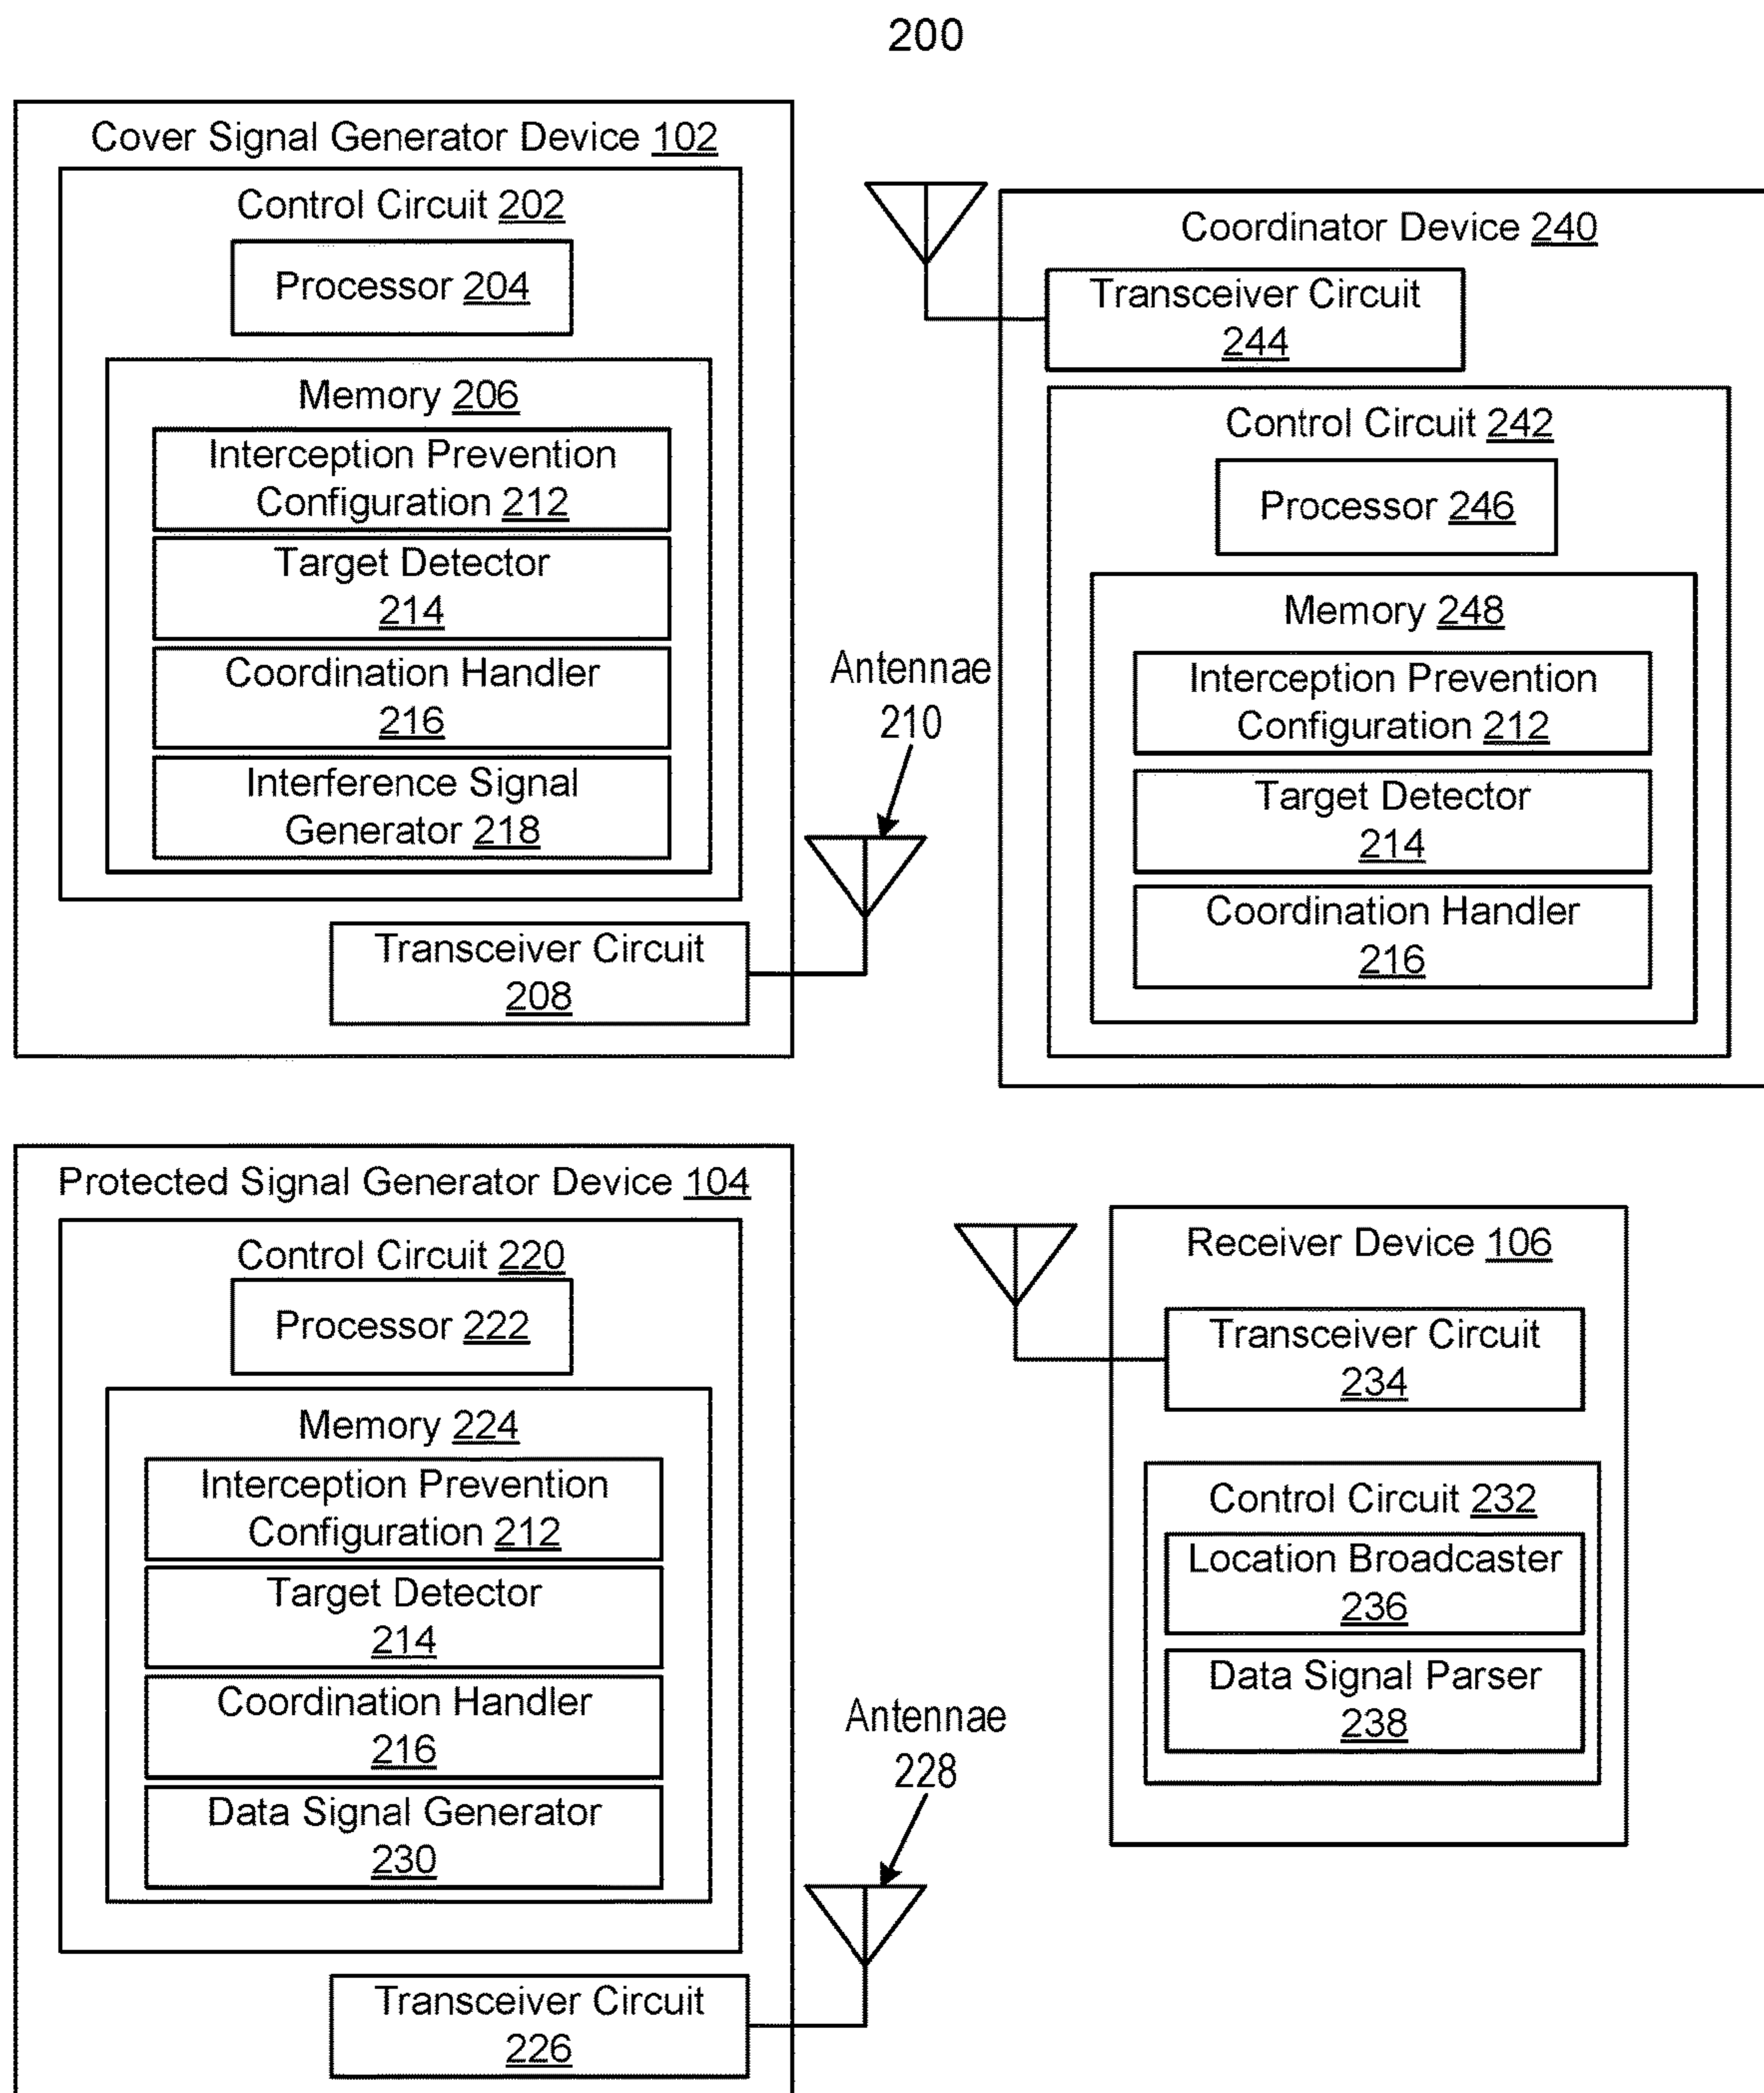 200
Cover Signal Generator Device 102
Control Circuit 202
Processor 204
Memory 206
Interception Prevention
Configuration 212
Target Detector
214
Coordination Handler
216
Interference Signal
Generator 218
Transceiver Circuit
208
Antennae
210
Coordinator Device 240
Transceiver Circuit
244
Control Circuit 242
Processor 246
Memory 248
Interception Prevention
Configuration 212
Target Detector
214
Coordination Handler
216
Protected Signal Generator Device 104
Control Circuit 220
Processor 222
Memory 224
Interception Prevention
Configuration 212
Target Detector
214
Coordination Handler
216
Data Signal Generator
230
Transceiver Circuit
226
Antennae
228
Receiver Device 106
Transceiver Circuit
234
Control Circuit 232
Location Broadcaster
236
Data Signal Parser
238